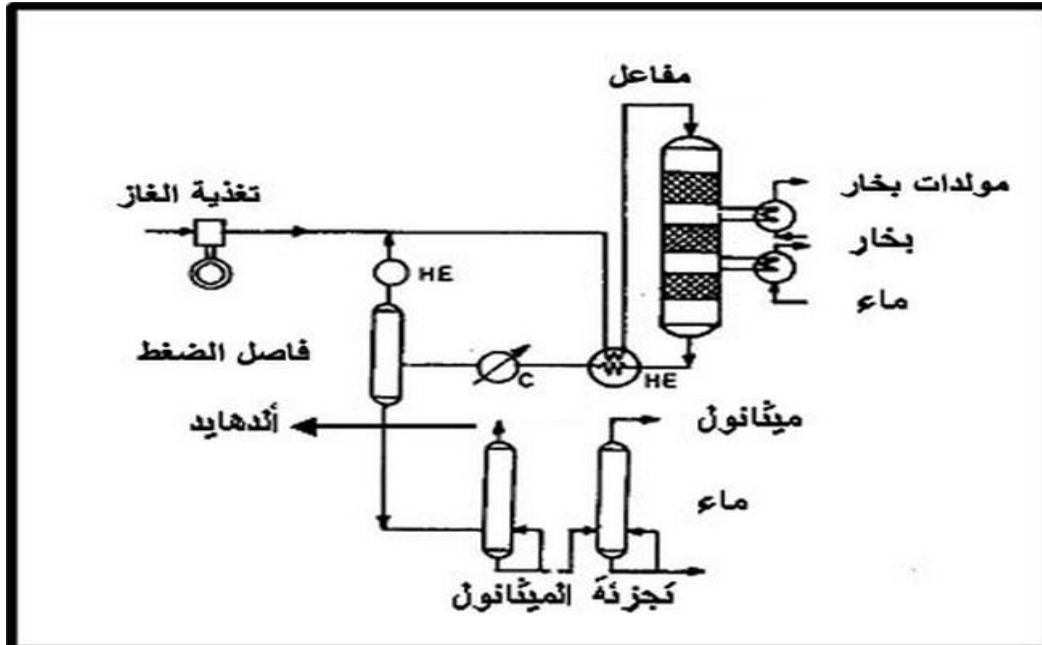 مفاعل
مولدات بخار
تغذية الغاز
بخار
HE
ماء
فاصل الضغط
C
HE
ألدهايد
ميثانول
ماء
تجزئة الميثانول